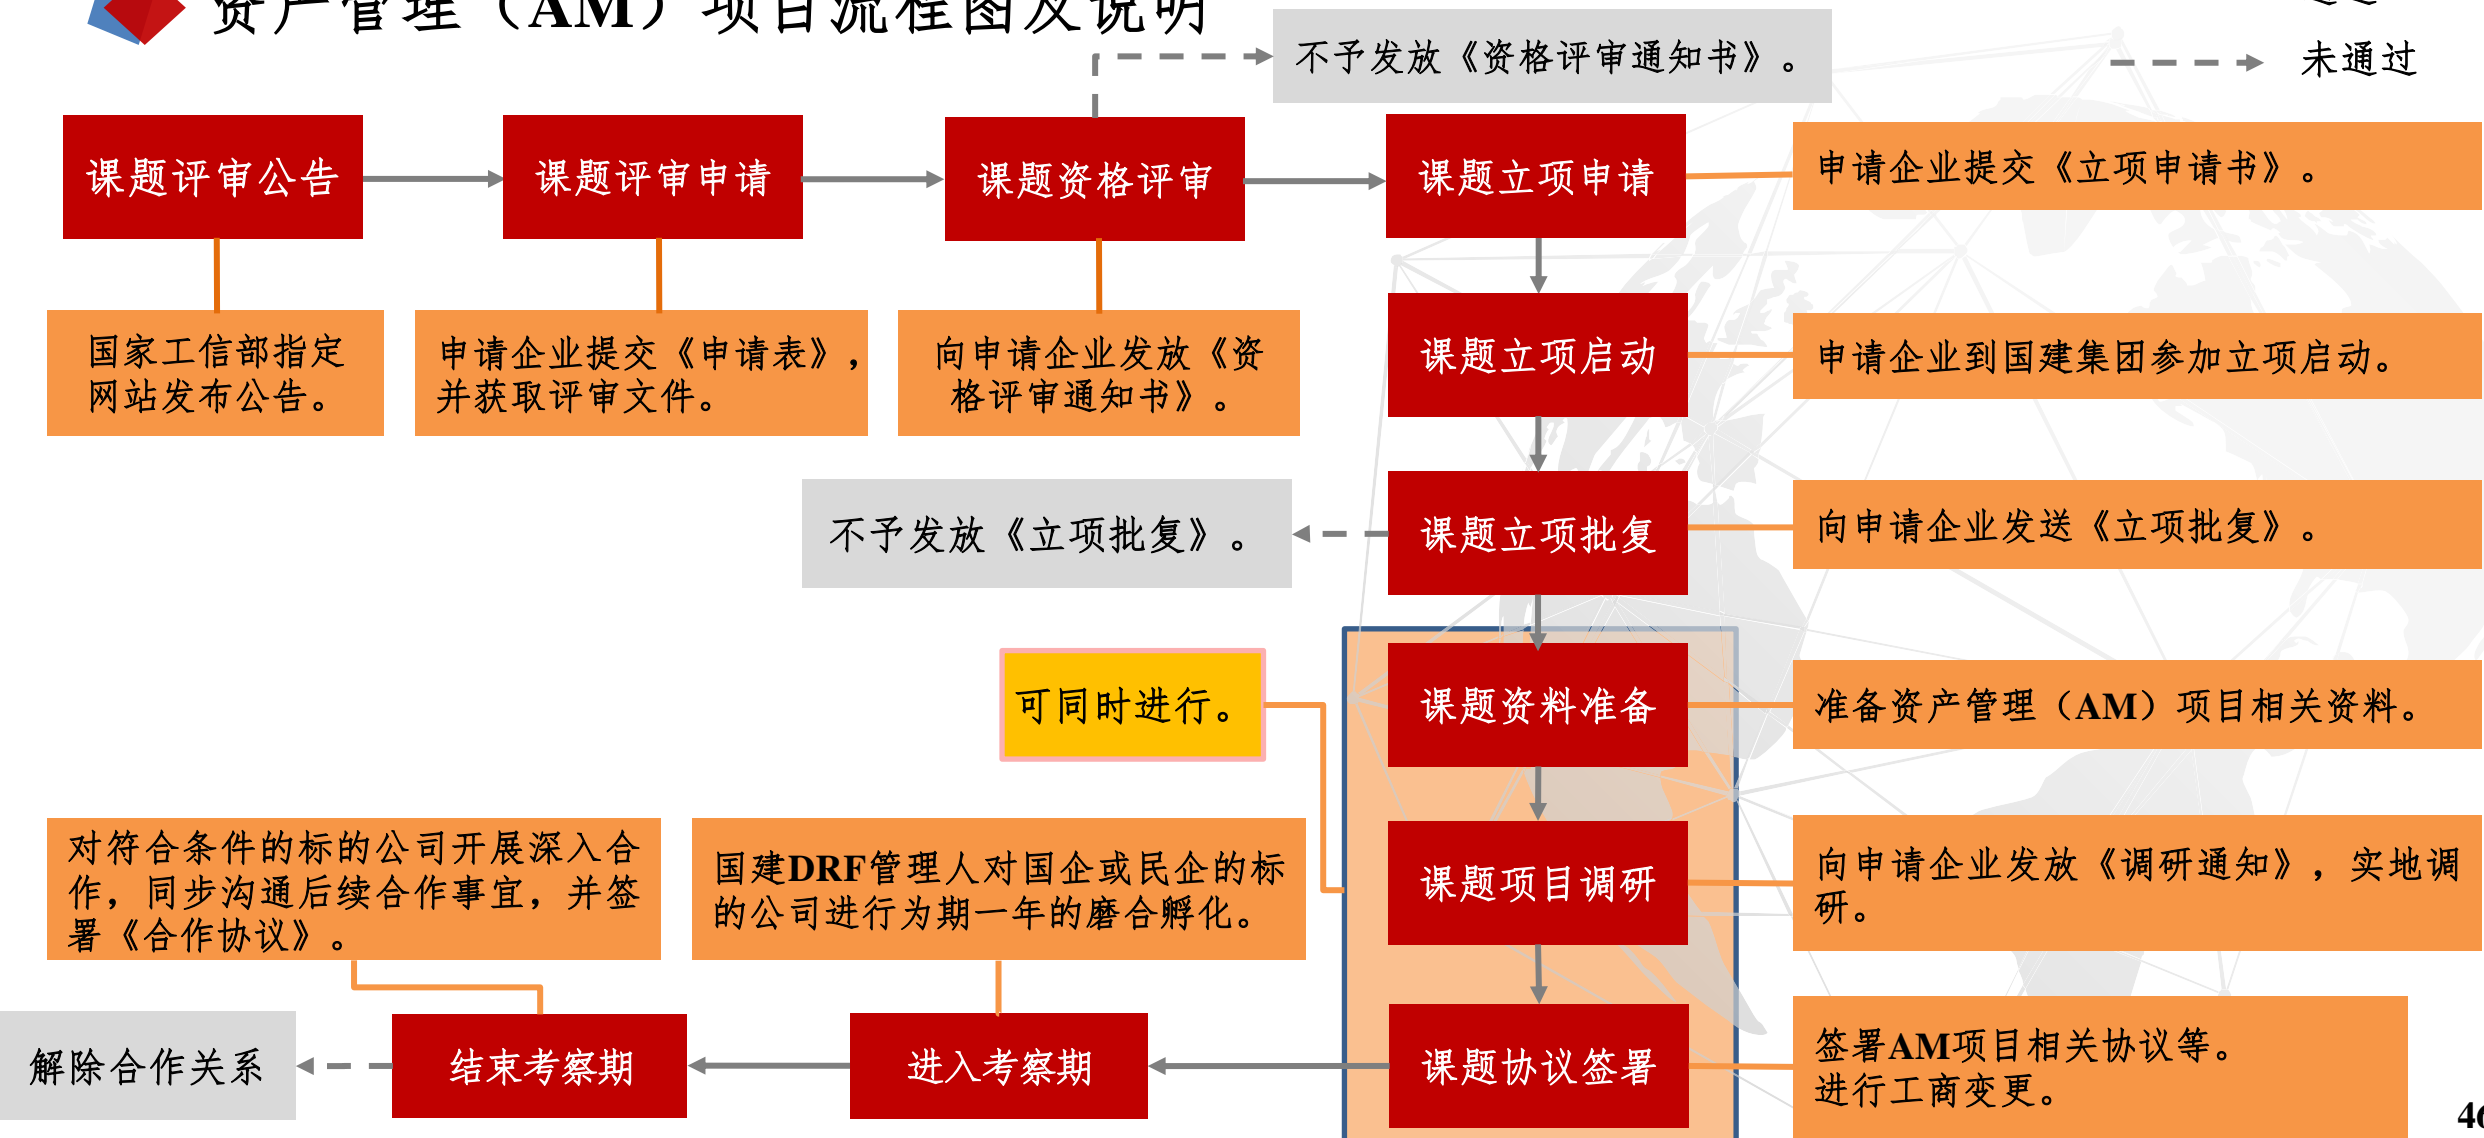 资产管理（AM）项目流程图及说明
不予发放《资格评审通知书》。
未通过
课题评审公告
课题评审申请
课题资格评审
课题立项申请
申请企业提交《立项申请书》。
国家工信部指定
网站发布公告。
申请企业提交《申请表》，
并获取评审文件。
向申请企业发放《资
格评审通知书》。
课题立项启动
申请企业到国建集团参加立项启动。
不予发放《立项批复》。
课题立项批复
向申请企业发送《立项批复》。
可同时进行。
课题资料准备
准备资产管理（AM）项目相关资料。
对符合条件的标的公司开展深入合
作，同步沟通后续合作事宜，并签
署《合作协议》。
国建DRF管理人对国企或民企的标
的公司进行为期一年的磨合孵化。
课题项目调研
向申请企业发放《调研通知》，实地调
研。
解除合作关系
结束考察期
进入考察期
课题协议签署
签署AM项目相关协议等。
进行工商变更。